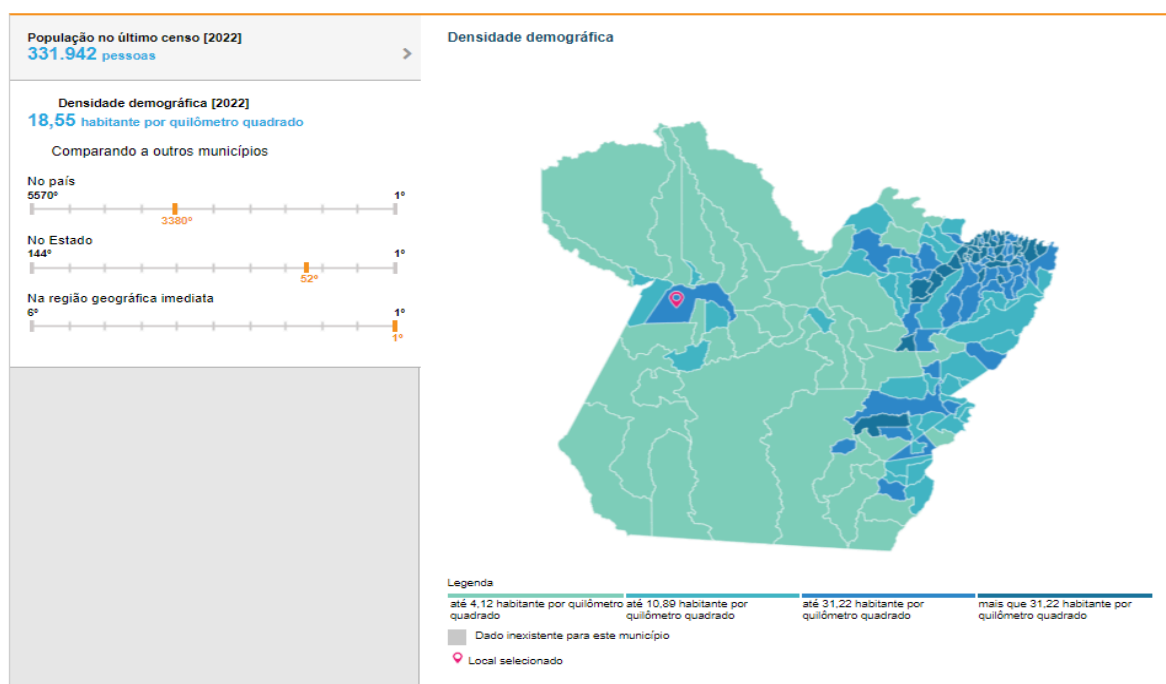 População no último censo [2022]
331.942 pessoas
Densidade demográfica [2022]
18,55 habitante por quilômetro quadrado
Comparando a outros municípios
No país
5570º 1º
3380º
No Estado
144º 1º
52º
Na região geográfica imediata
6º 1º
1º
Densidade demográfica
Legenda
até 4,12 habitante por quilômetro quadrado
até 10,89 habitante por quilômetro quadrado
até 31,22 habitante por quilômetro quadrado
mais que 31,22 habitante por quilômetro quadrado
Dado inexistente para este município
Local selecionado